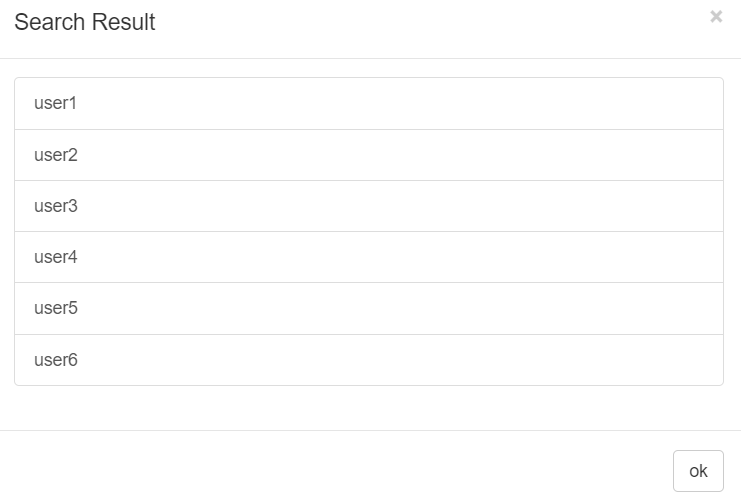 Search Result
×
user1
user2
user3
user4
user5
user6
ok